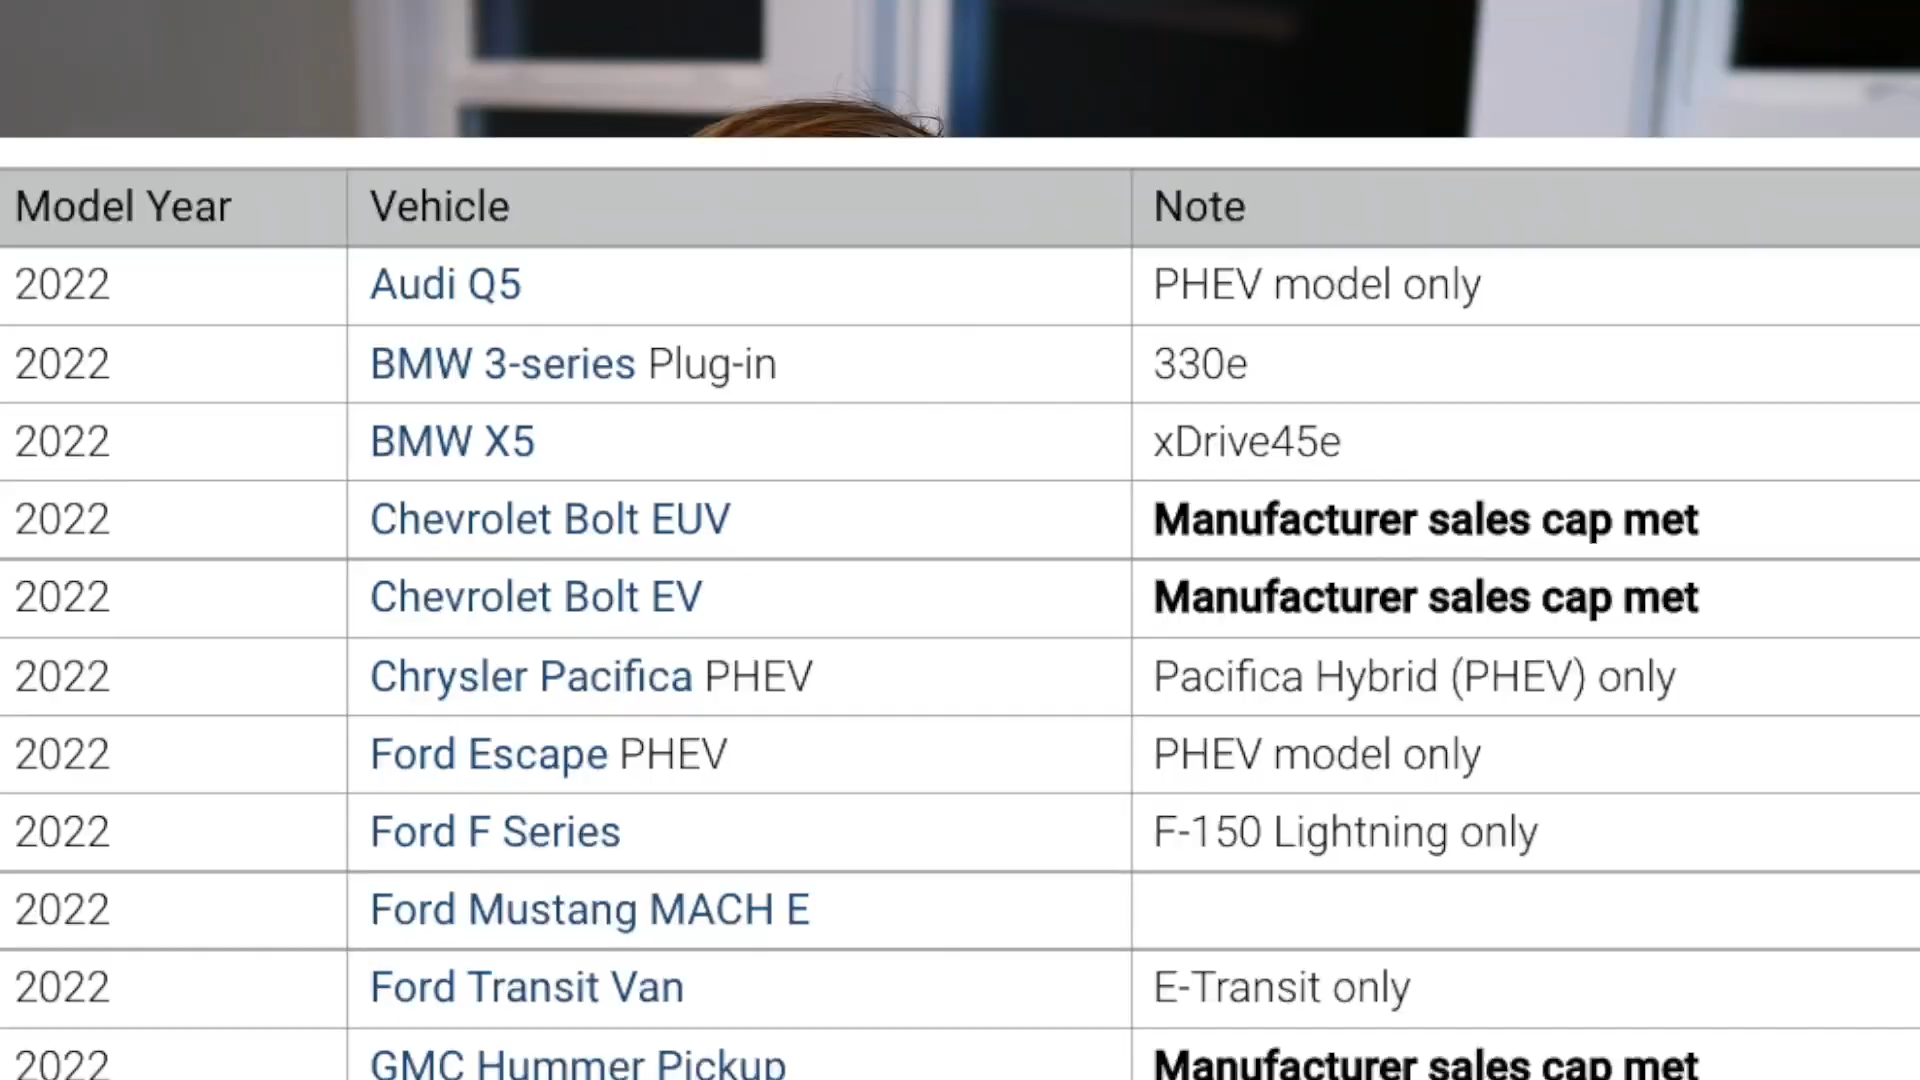 Model Year Vehicle Note
2022 Audi Q5 PHEV model only
2022 BMW 3-series Plug-in 330e
2022 BMW X5 xDrive45e
2022 Chevrolet Bolt EUV Manufacturer sales cap met
2022 Chevrolet Bolt EV Manufacturer sales cap met
2022 Chrysler Pacifica PHEV Pacifica Hybrid (PHEV) only
2022 Ford Escape PHEV PHEV model only
2022 Ford F Series F-150 Lightning only
2022 Ford Mustang MACH E
2022 Ford Transit Van E-Transit only
2022 GMC Hummer Pickup Manufacturer sales cap met